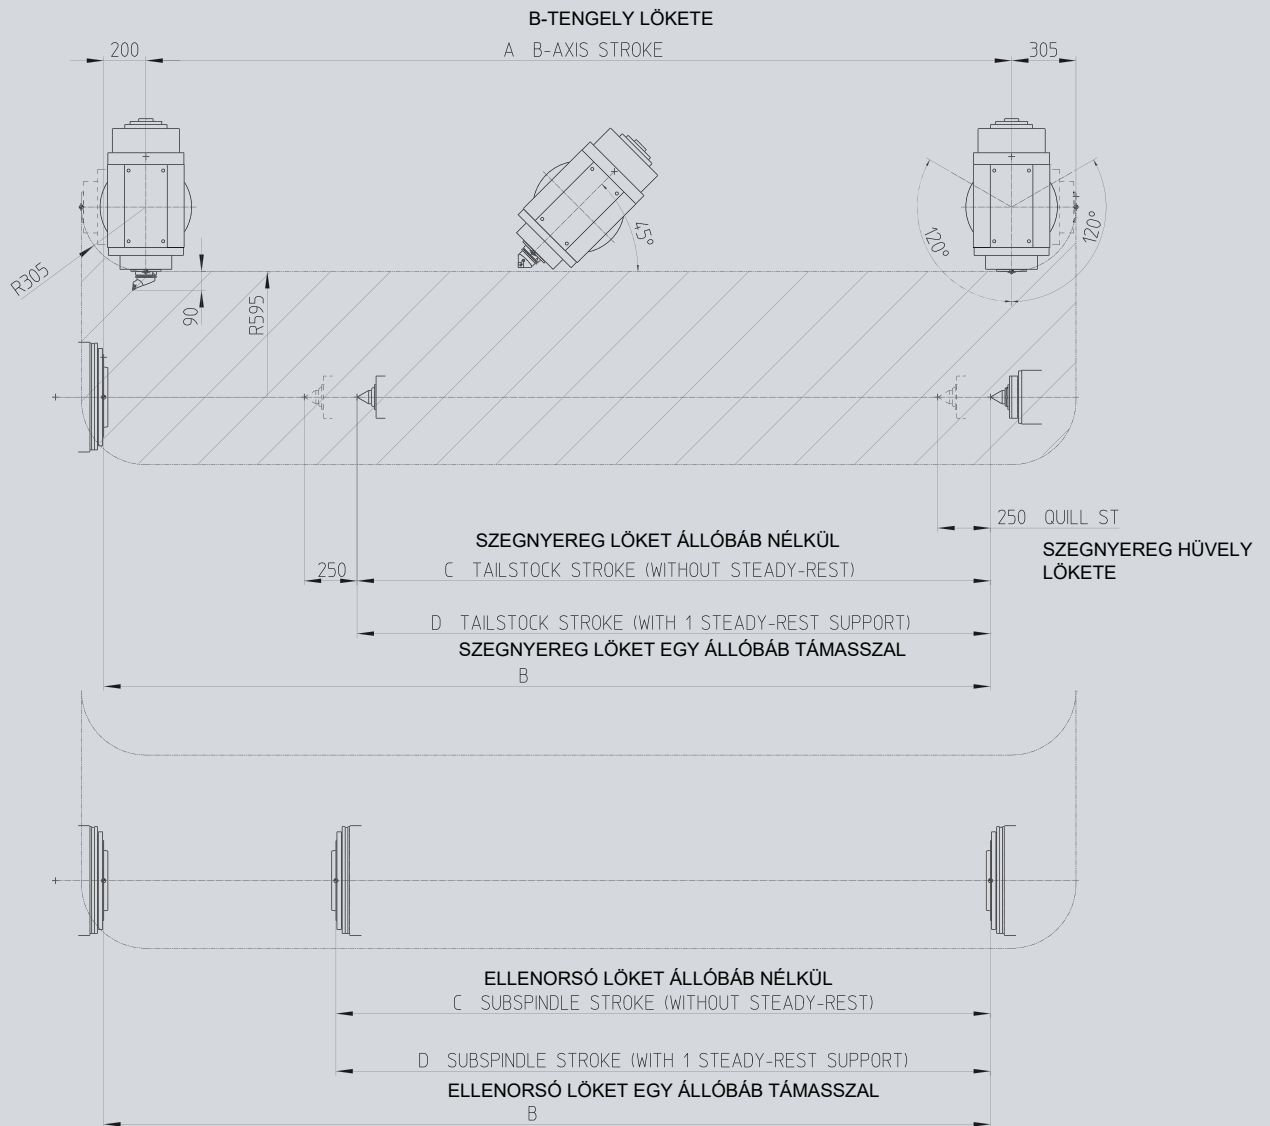 B-TENGELY LÖKETE
200
A B-AXIS STROKE
305
45°
120°
120°
R305
90
R595
250 QUILL ST
SZEGNYEREG LÖKET ÁLLÓBÁB NÉLKÜL
SZEGNYEREG HÜVELY
LÖKETE
250
C TAILSTOCK STROKE (WITHOUT STEADY-REST)
D TAILSTOCK STROKE (WITH 1 STEADY-REST SUPPORT)
SZEGNYEREG LÖKET EGY ÁLLÓBÁB TÁMASSZAL
B
ELLENORSÓ LÖKET ÁLLÓBÁB NÉLKÜL
C SUBSPINDLE STROKE (WITHOUT STEADY-REST)
D SUBSPINDLE STROKE (WITH 1 STEADY-REST SUPPORT)
ELLENORSÓ LÖKET EGY ÁLLÓBÁB TÁMASSZAL
B